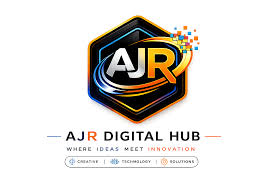 AJR
AJR DIGITAL HUB
WHERE IDEAS MEET INNOVATION
CREATIVE | TECHNOLOGY | SOLUTIONS